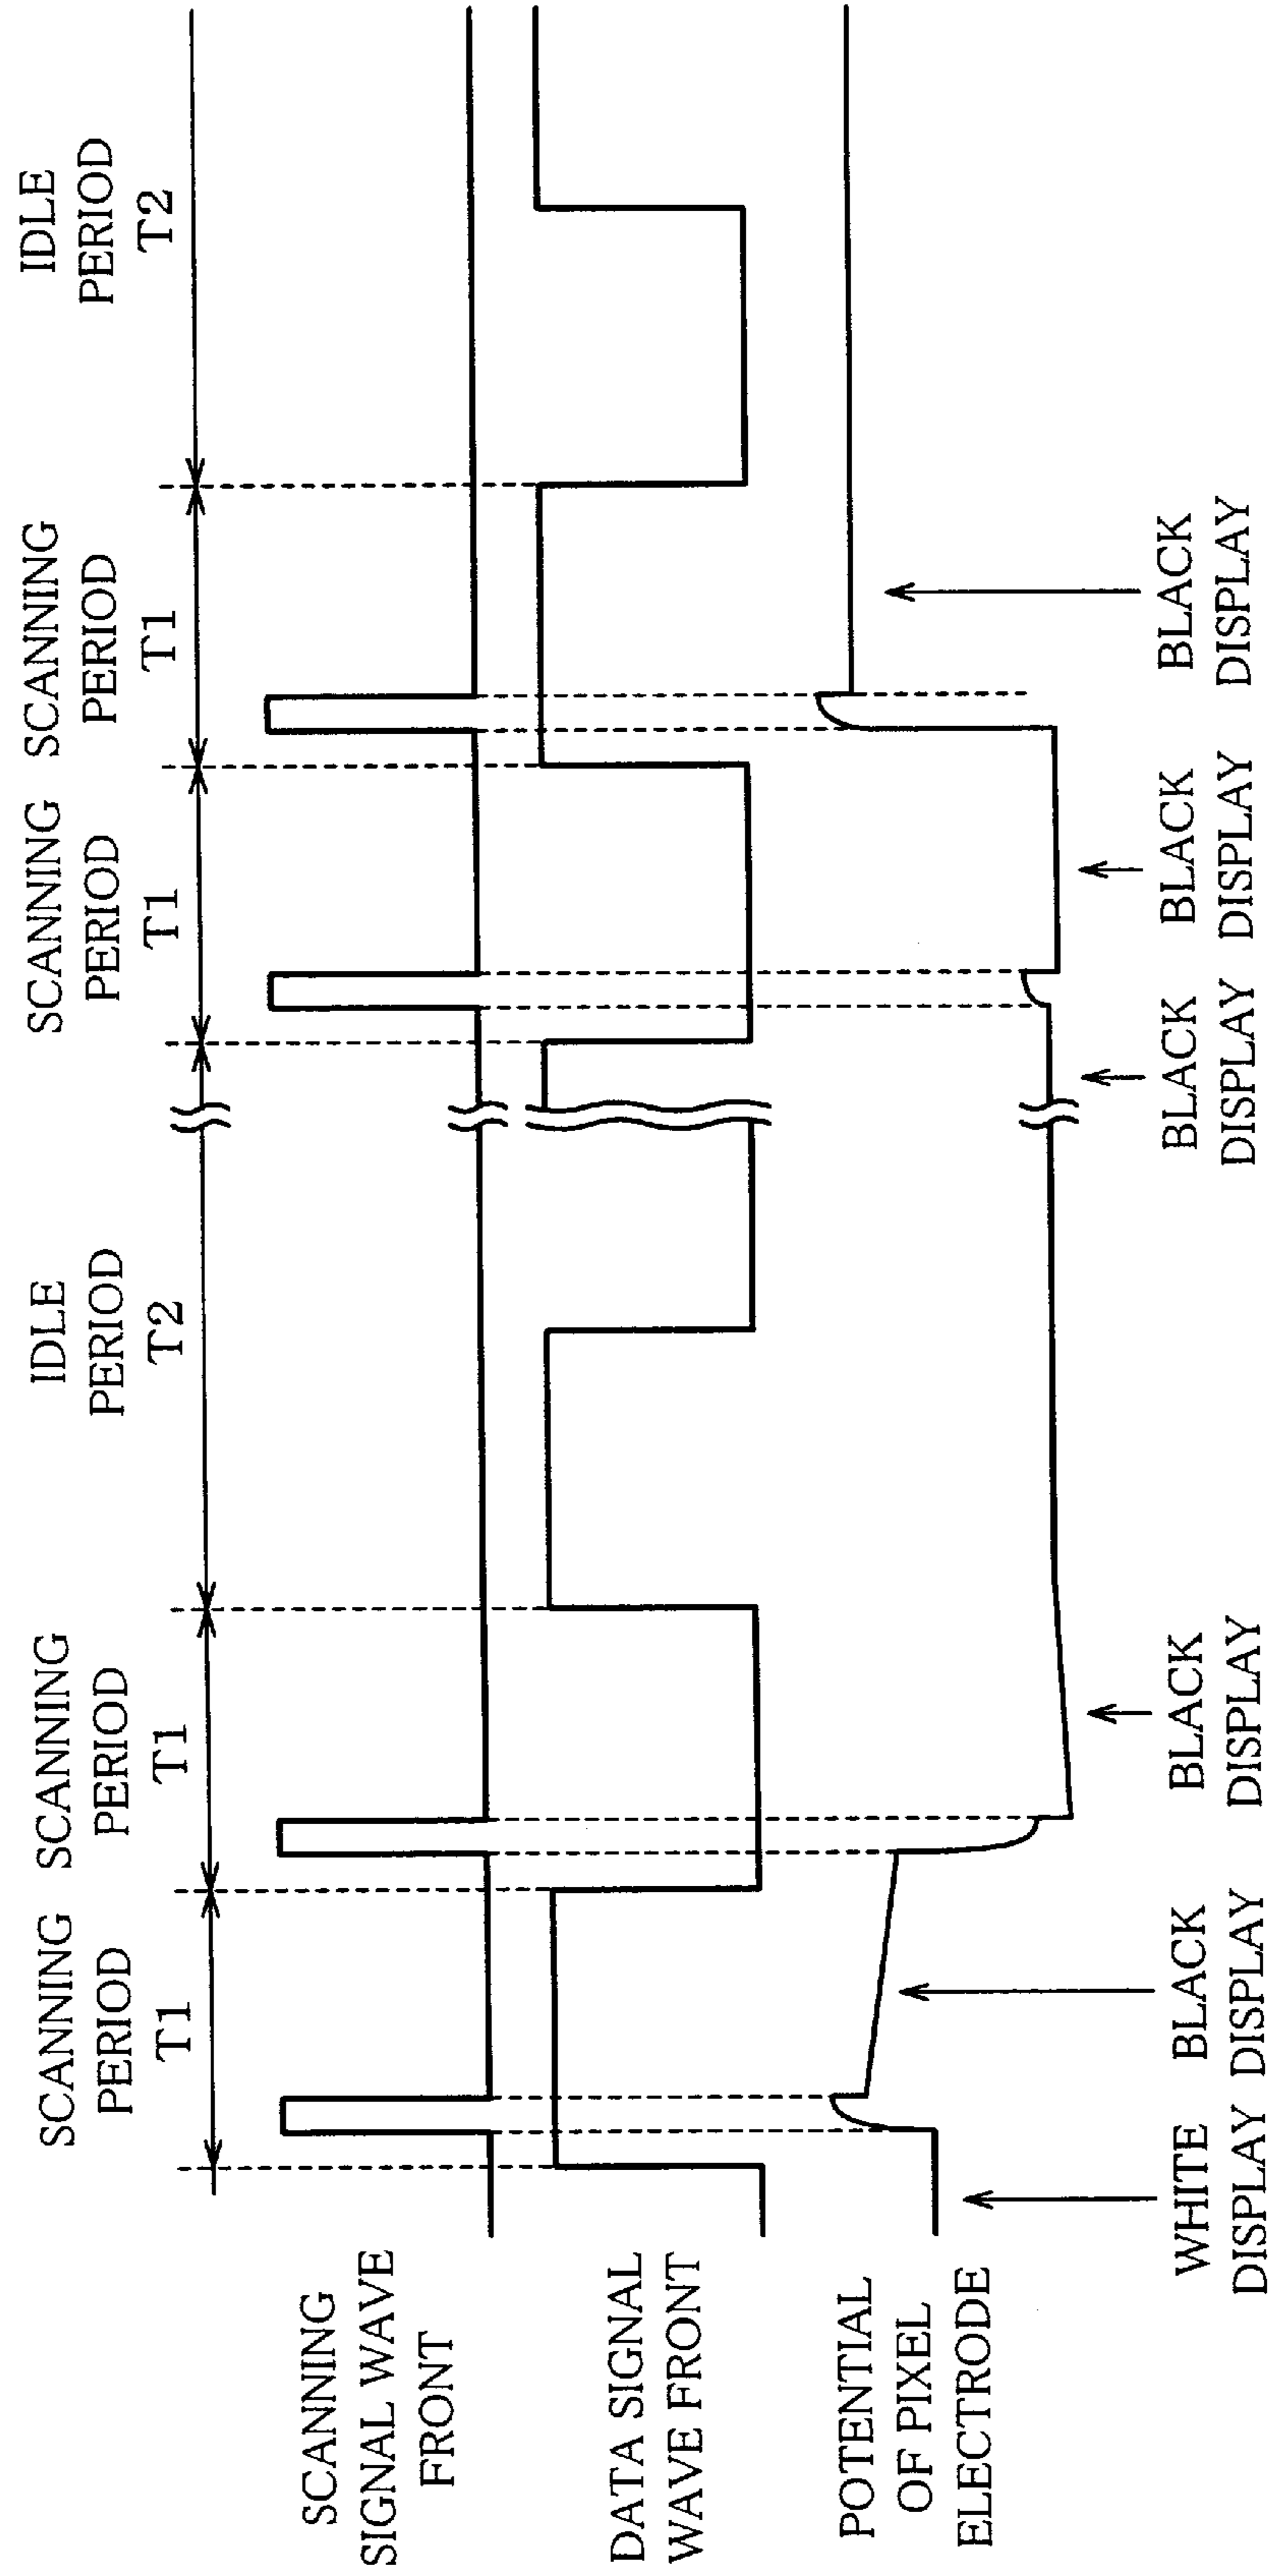 SCANNING
PERIOD
T1
SCANNING
PERIOD
T1
IDLE
PERIOD
T2
SCANNING
PERIOD
T1
SCANNING
PERIOD
T1
IDLE
PERIOD
T2
SCANNING
SIGNAL WAVE
FRONT
DATA SIGNAL
WAVE FRONT
POTENTIAL
OF PIXEL
ELECTRODE
WHITE
DISPLAY
BLACK
DISPLAY
BLACK
DISPLAY
BLACK
DISPLAY
BLACK
DISPLAY
BLACK
DISPLAY